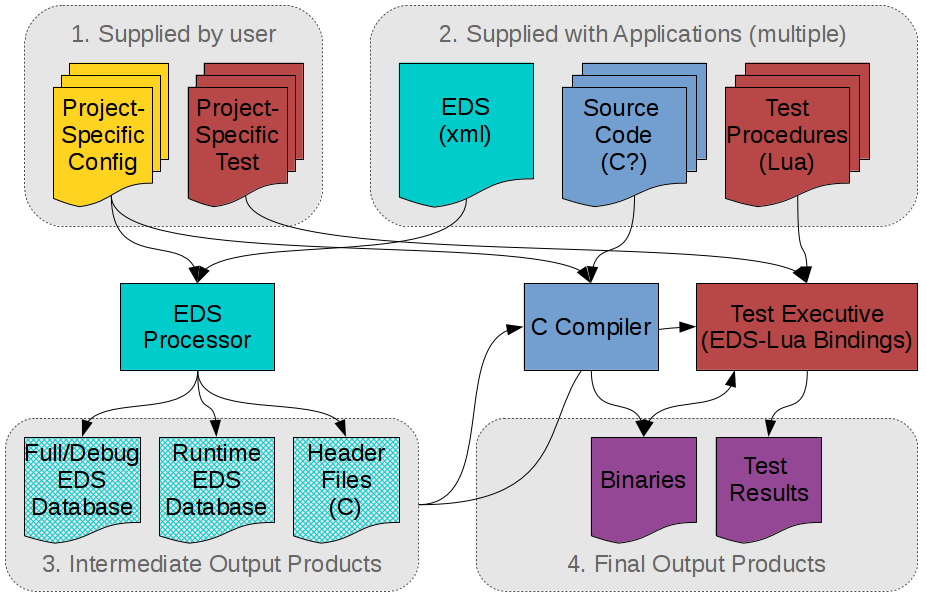 1. Supplied by user
2. Supplied with Applications (multiple)
Project-
Specific
Config
Project-
Specific
Test
EDS
(xml)
Source
Code
(C?)
Test
Procedures
(Lua)
EDS
Processor
C Compiler
Test Executive
(EDS-Lua Bindings)
Full/Debug
EDS
Database
Runtime
EDS
Database
Header
Files
(C)
Binaries
Test
Results
3. Intermediate Output Products
4. Final Output Products